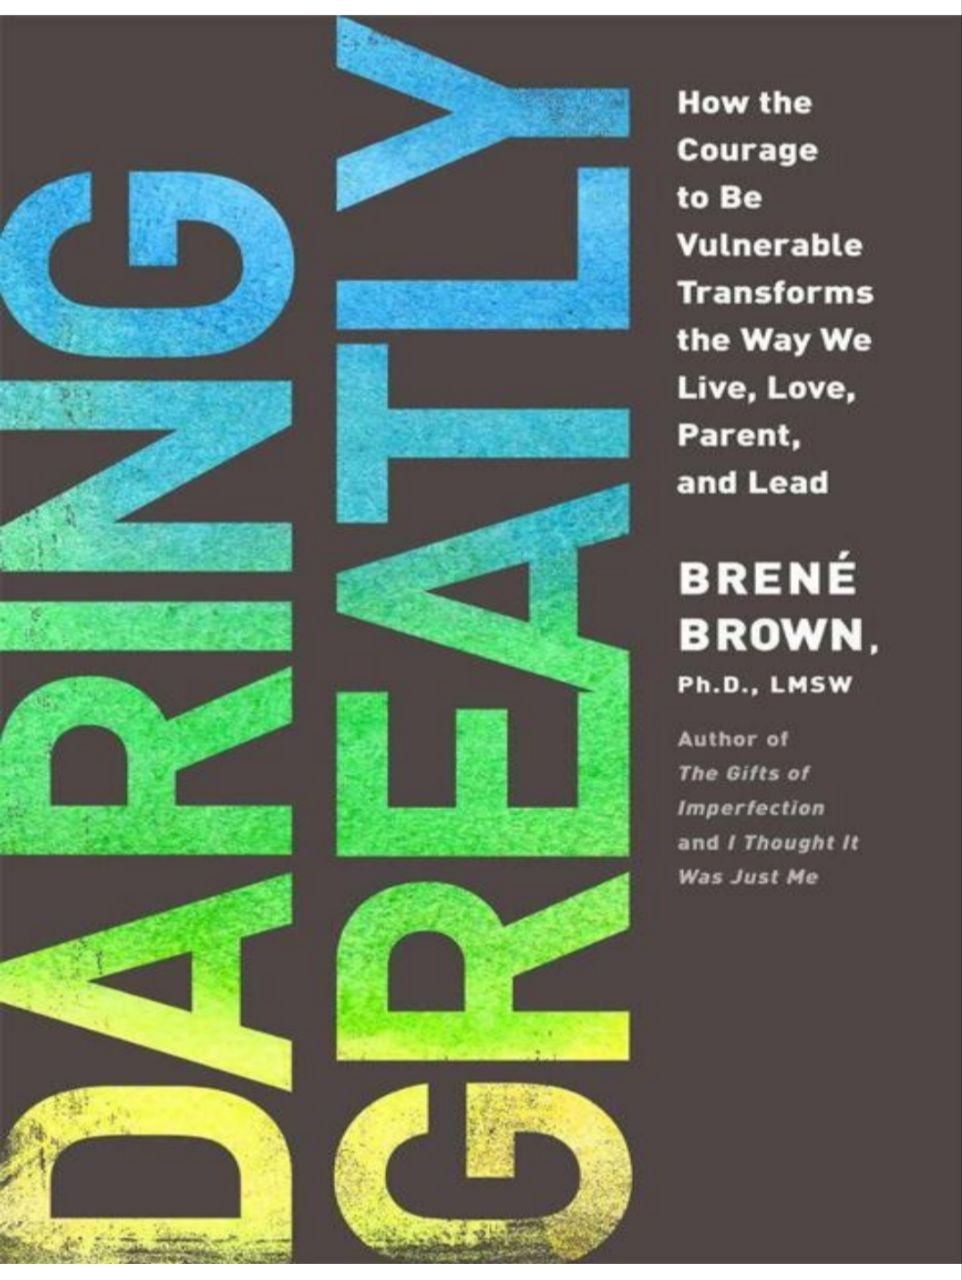 DARING
GREATLY
How the
Courage
to Be
Vulnerable
Transforms
the Way We
Live, Love,
Parent,
and Lead
BRENÉ
BROWN,
Ph.D., LMSW
Author of
The Gifts of
Imperfection
and I Thought It
Was Just Me